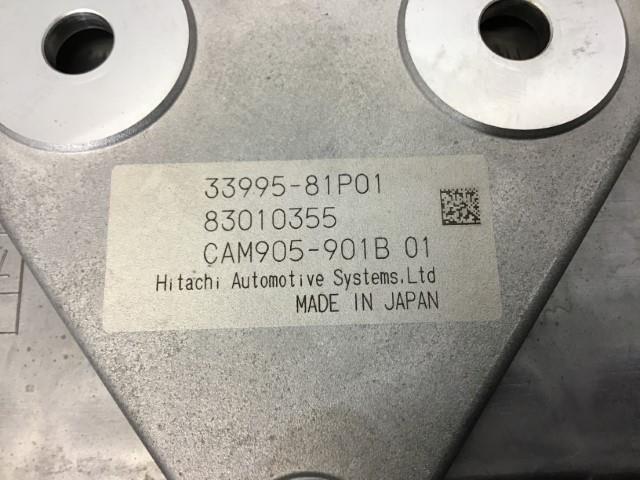 33995-81P01
83010355
CAM905-901B 01
Hitachi Automotive Systems.Ltd
MADE IN JAPAN